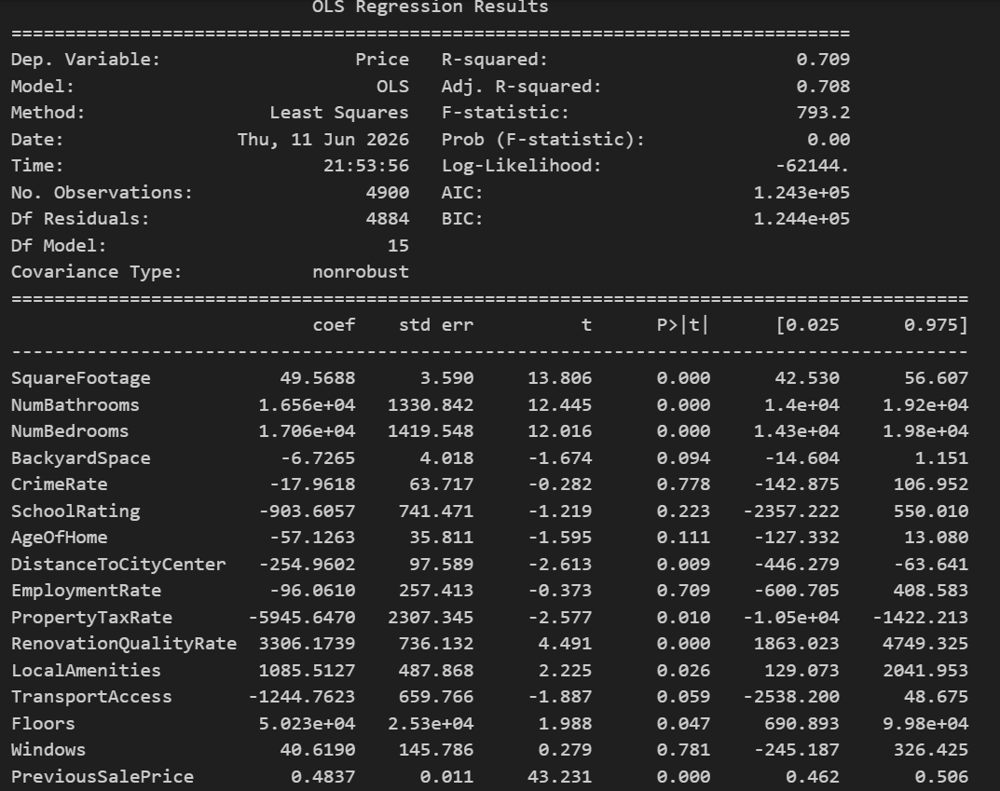 OLS Regression Results
==============================================================================
Dep. Variable: Price R-squared: 0.709
Model: OLS Adj. R-squared: 0.708
Method: Least Squares F-statistic: 793.2
Date: Thu, 11 Jun 2026 Prob (F-statistic): 0.00
Time: 21:53:56 Log-Likelihood: -62144.
No. Observations: 4900 AIC: 1.243e+05
Df Residuals: 4884 BIC: 1.244e+05
Df Model: 15
Covariance Type: nonrobust
=========================================================================================
coef std err t P>|t| [0.025 0.975]
-----------------------------------------------------------------------------------------
SquareFootage 49.5688 3.590 13.806 0.000 42.530 56.607
NumBathrooms 1.656e+04 1330.842 12.445 0.000 1.4e+04 1.92e+04
NumBedrooms 1.706e+04 1419.548 12.016 0.000 1.43e+04 1.98e+04
BackyardSpace -6.7265 4.018 -1.674 0.094 -14.604 1.151
CrimeRate -17.9618 63.717 -0.282 0.778 -142.875 106.952
SchoolRating -903.6057 741.471 -1.219 0.223 -2357.222 550.010
AgeOfHome -57.1263 35.811 -1.595 0.111 -127.332 13.080
DistanceToCityCenter -254.9602 97.589 -2.613 0.009 -446.279 -63.641
EmploymentRate -96.0610 257.413 -0.373 0.709 -600.705 408.583
PropertyTaxRate -5945.6470 2307.345 -2.577 0.010 -1.05e+04 -1422.213
RenovationQualityRate 3306.1739 736.132 4.491 0.000 1863.023 4749.325
LocalAmenities 1085.5127 487.868 2.225 0.026 129.073 2041.953
TransportAccess -1244.7623 659.766 -1.887 0.059 -2538.200 48.675
Floors 5.023e+04 2.53e+04 1.988 0.047 690.893 9.98e+04
Windows 40.6190 145.786 0.279 0.781 -245.187 326.425
PreviousSalePrice 0.4837 0.011 43.231 0.000 0.462 0.506